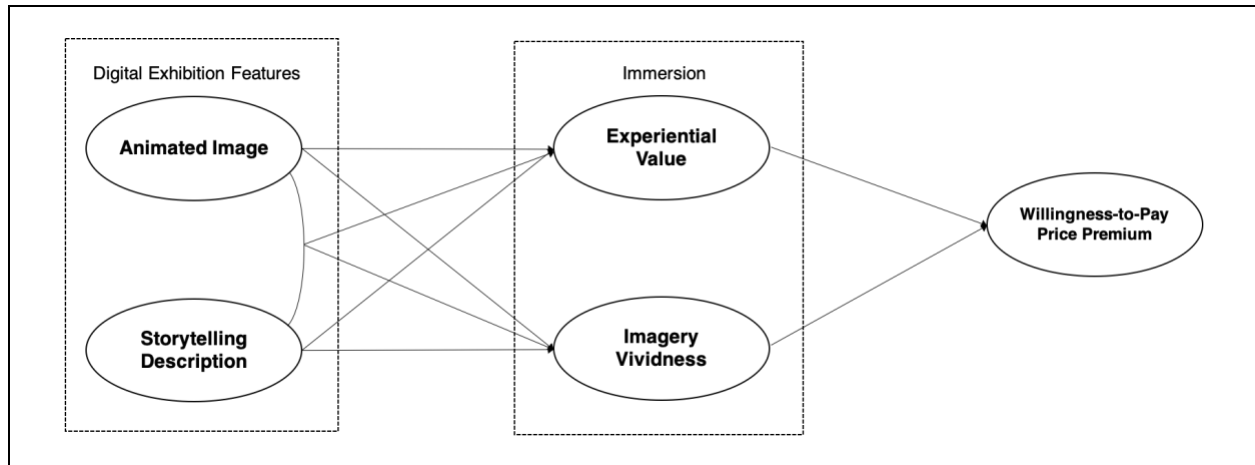 Digital Exhibition Features
Animated Image
Storytelling
Description
Immersion
Experiential
Value
Imagery
Vividness
Willingness-to-Pay
Price Premium